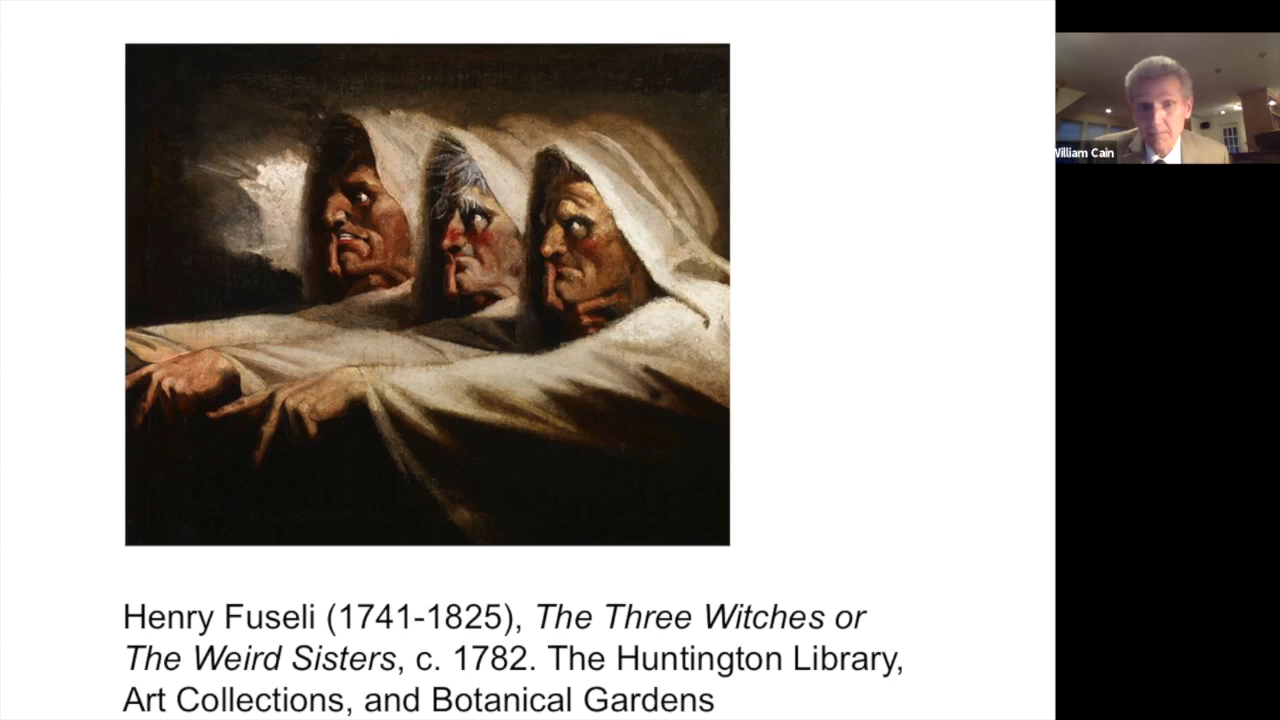 Henry Fuseli (1741-1825), The Three Witches or
The Weird Sisters, c. 1782. The Huntington Library,
Art Collections, and Botanical Gardens
William Cain